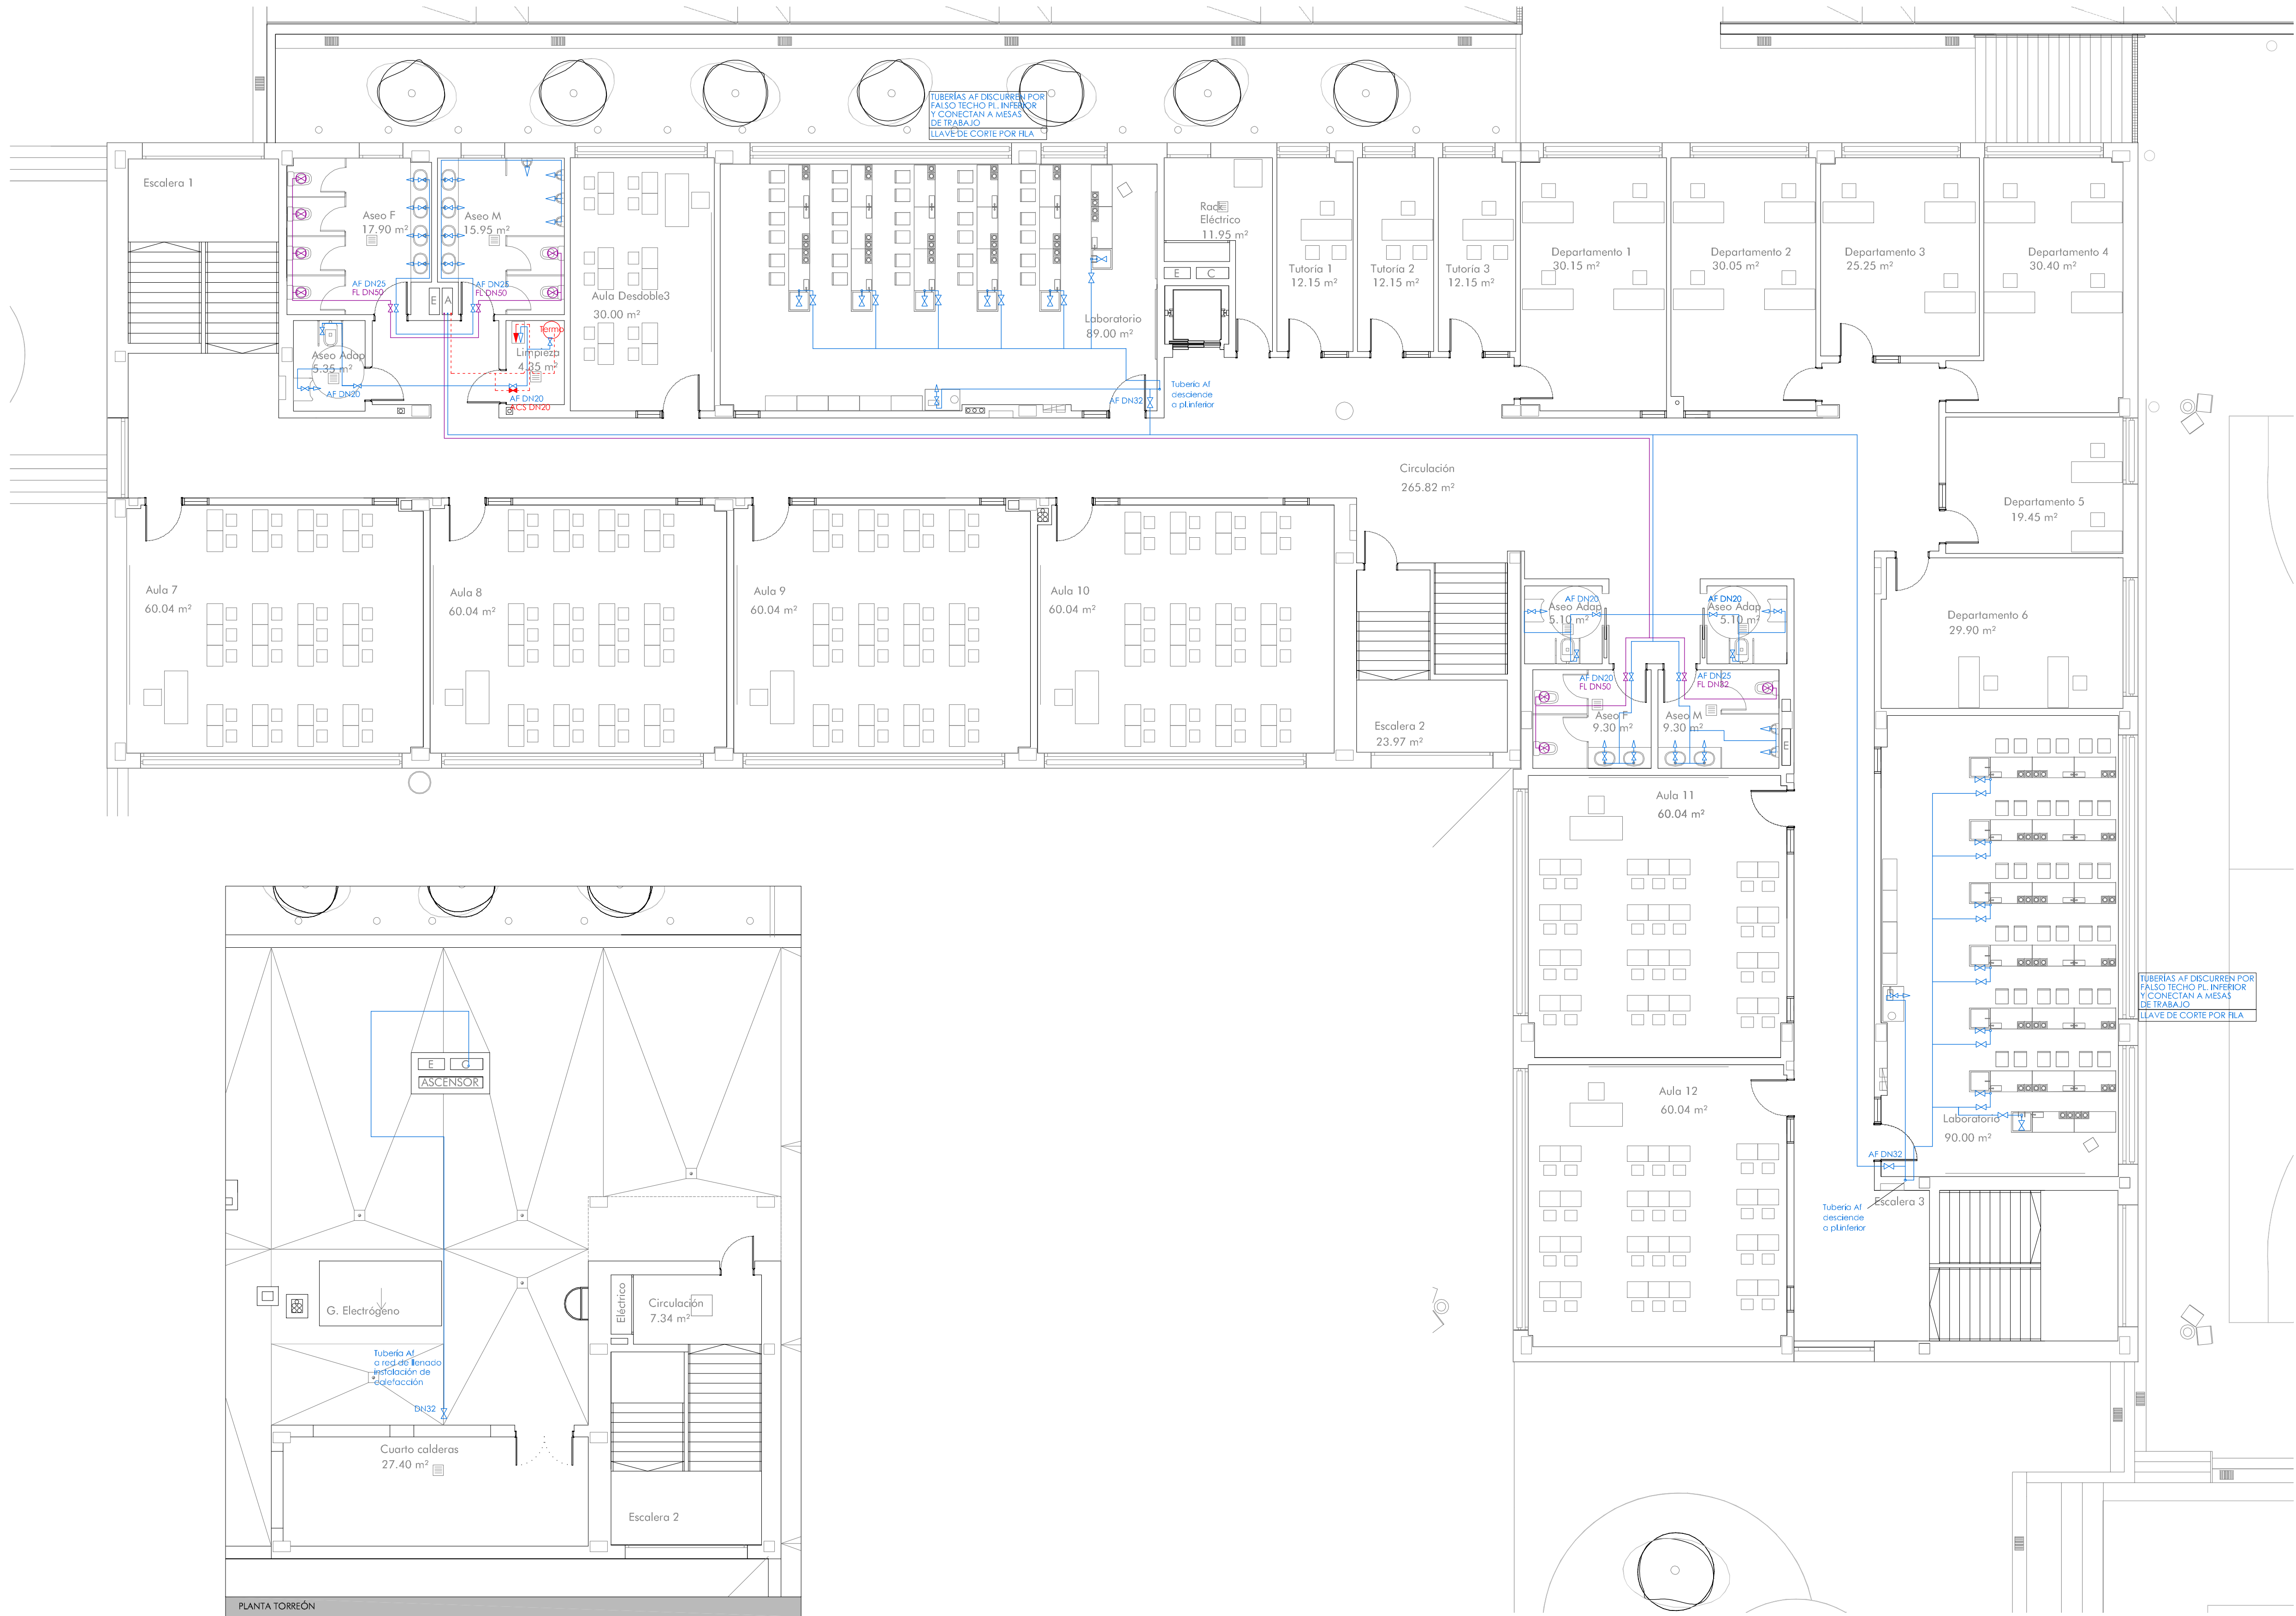 TUBERÍAS AF DISCURREN POR
FALSO TECHO PL. INFERIOR
Y CONECTAN A MESAS
DE TRABAJO
LLAVE DE CORTE POR FILA
Escalera 1
Aseo F
17.90 m²
Aseo M
15.95 m²
AF DN25
FL DN50
AF DN25
FL DN50
E
A
Aula Desdoble3
30.00 m²
Termo
Limpieza
4.35 m²
Aseo Adap
5.35 m²
AF DN20
AF DN20
ACS DN20
Laboratorio
89.00 m²
AF DN32
Tubería Af
desciende
a pl.inferior
Rack
Eléctrico
11.95 m²
E
C
Tutoría 1
12.15 m²
Tutoría 2
12.15 m²
Tutoría 3
12.15 m²
Departamento 1
30.15 m²
Departamento 2
30.05 m²
Departamento 3
25.25 m²
Departamento 4
30.40 m²
Circulación
265.82 m²
Departamento 5
19.45 m²
Aula 7
60.04 m²
Aula 8
60.04 m²
Aula 9
60.04 m²
Aula 10
60.04 m²
Escalera 2
23.97 m²
AF DN20
Aseo Adap
5.10 m²
AF DN20
Aseo Adap
5.10 m²
AF DN20
FL DN50
AF DN25
FL DN32
Aseo F
9.30 m²
Aseo M
9.30 m²
E
Departamento 6
29.90 m²
Aula 11
60.04 m²
Aula 12
60.04 m²
TUBERÍAS AF DISCURREN POR
FALSO TECHO PL. INFERIOR
Y CONECTAN A MESAS
DE TRABAJO
LLAVE DE CORTE POR FILA
Laboratorio
90.00 m²
AF DN32
Escalera 3
Tubería Af
desciende
a pl.inferior
E
C
ASCENSOR
G. Electrógeno
Eléctrico
Circulación
7.34 m²
Tubería Af
a red de llenado
instalación de
calefacción
DN32
Cuarto calderas
27.40 m²
Escalera 2
PLANTA TORREÓN